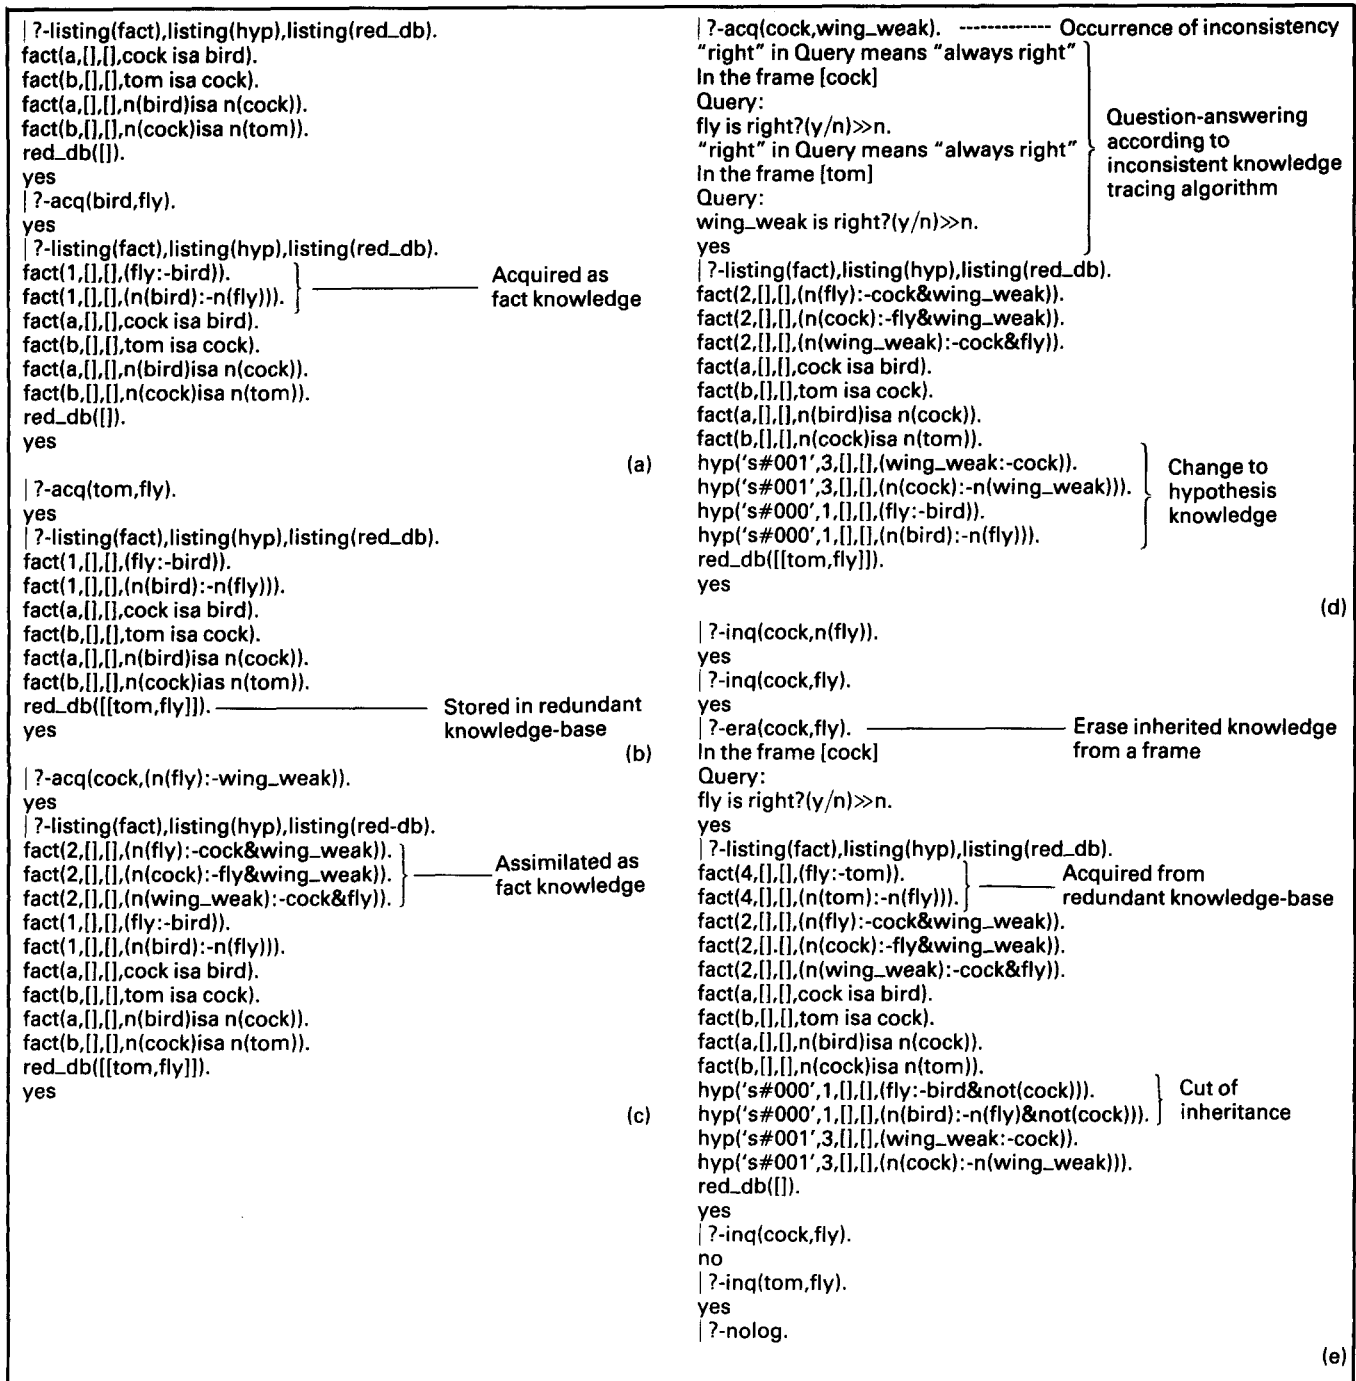 | ?-listing(fact),listing(hyp),listing(red_db).
fact(a,[],[],cock isa bird).
fact(b,[],[],tom isa cock).
fact(a,[],[],n(bird)isa n(cock)).
fact(b,[],[],n(cock)isa n(tom)).
red_db([]).
yes
| ?-acq(bird,fly).
yes
| ?-listing(fact),listing(hyp),listing(red_db).
fact(1,[],[],(fly:-bird)).
fact(1,[],[],(n(bird):-n(fly))).
Acquired as
fact knowledge
fact(a,[],[],cock isa bird).
fact(b,[],[],tom isa cock).
fact(a,[],[],n(bird)isa n(cock)).
fact(b,[],[],n(cock)isa n(tom)).
red_db([]).
yes
(a)
| ?-acq(tom,fly).
yes
| ?-listing(fact),listing(hyp),listing(red_db).
fact(1,[],[],(fly:-bird)).
fact(1,[],[],(n(bird):-n(fly))).
fact(a,[],[],cock isa bird).
fact(b,[],[],tom isa cock).
fact(a,[],[],n(bird)isa n(cock)).
fact(b,[],[],n(cock)ias n(tom)).
red_db([[tom,fly]]). Stored in redundant
yes knowledge-base
(b)
| ?-acq(cock,(n(fly):-wing_weak)).
yes
| ?-listing(fact),listing(hyp),listing(red-db).
fact(2,[],[],(n(fly):-cock&wing_weak)).
fact(2,[],[],(n(cock):-fly&wing_weak)).
fact(2,[],[],(n(wing_weak):-cock&fly)).
Assimilated as
fact knowledge
fact(1,[],[],(fly:-bird)).
fact(1,[],[],(n(bird):-n(fly))).
fact(a,[],[],cock isa bird).
fact(b,[],[],tom isa cock).
fact(a,[],[],n(bird)isa n(cock)).
fact(b,[],[],n(cock)isa n(tom)).
red_db([[tom,fly]]).
yes
(c)
| ?-acq(cock,wing_weak). ------------ Occurrence of inconsistency
"right" in Query means "always right"
In the frame [cock]
Query:
fly is right?(y/n)≫n.
"right" in Query means "always right"
In the frame [tom]
Query:
wing_weak is right?(y/n)≫n.
yes
Question-answering
according to
inconsistent knowledge
tracing algorithm
| ?-listing(fact),listing(hyp),listing(red_db).
fact(2,[],[],(n(fly):-cock&wing_weak)).
fact(2,[],[],(n(cock):-fly&wing_weak)).
fact(2,[],[],(n(wing_weak):-cock&fly)).
fact(a,[],[],cock isa bird).
fact(b,[],[],tom isa cock).
fact(a,[],[],n(bird)isa n(cock)).
fact(b,[],[],n(cock)isa n(tom)).
hyp('s#001',3,[],[],(wing_weak:-cock)).
hyp('s#001',3,[],[],(n(cock):-n(wing_weak))).
hyp('s#000',1,[],[],(fly:-bird)).
hyp('s#000',1,[],[],(n(bird):-n(fly))).
Change to
hypothesis
knowledge
red_db([[tom,fly]]).
yes
(d)
| ?-inq(cock,n(fly)).
yes
| ?-inq(cock,fly).
yes
| ?-era(cock,fly). Erase inherited knowledge
In the frame [cock] from a frame
Query:
fly is right?(y/n)≫n.
yes
| ?-listing(fact),listing(hyp),listing(red_db).
fact(4,[],[],(fly:-tom)).
fact(4,[],[],(n(tom):-n(fly))).
Acquired from
redundant knowledge-base
fact(2,[],[],(n(fly):-cock&wing_weak)).
fact(2,[].[],(n(cock):-fly&wing_weak)).
fact(2,[],[],(n(wing_weak):-cock&fly)).
fact(a,[],[],cock isa bird).
fact(b,[],[],tom isa cock).
fact(a,[],[],n(bird)isa n(cock)).
fact(b,[],[],n(cock)isa n(tom)).
hyp('s#000',1,[],[],(fly:-bird&not(cock))).
hyp('s#000',1,[],[],(n(bird):-n(fly)&not(cock))).
Cut of
inheritance
hyp('s#001',3,[],[],(wing_weak:-cock)).
hyp('s#001',3,[],[],(n(cock):-n(wing_weak))).
red_db([]).
yes
| ?-inq(cock,fly).
no
| ?-inq(tom,fly).
yes
| ?-nolog.
(e)